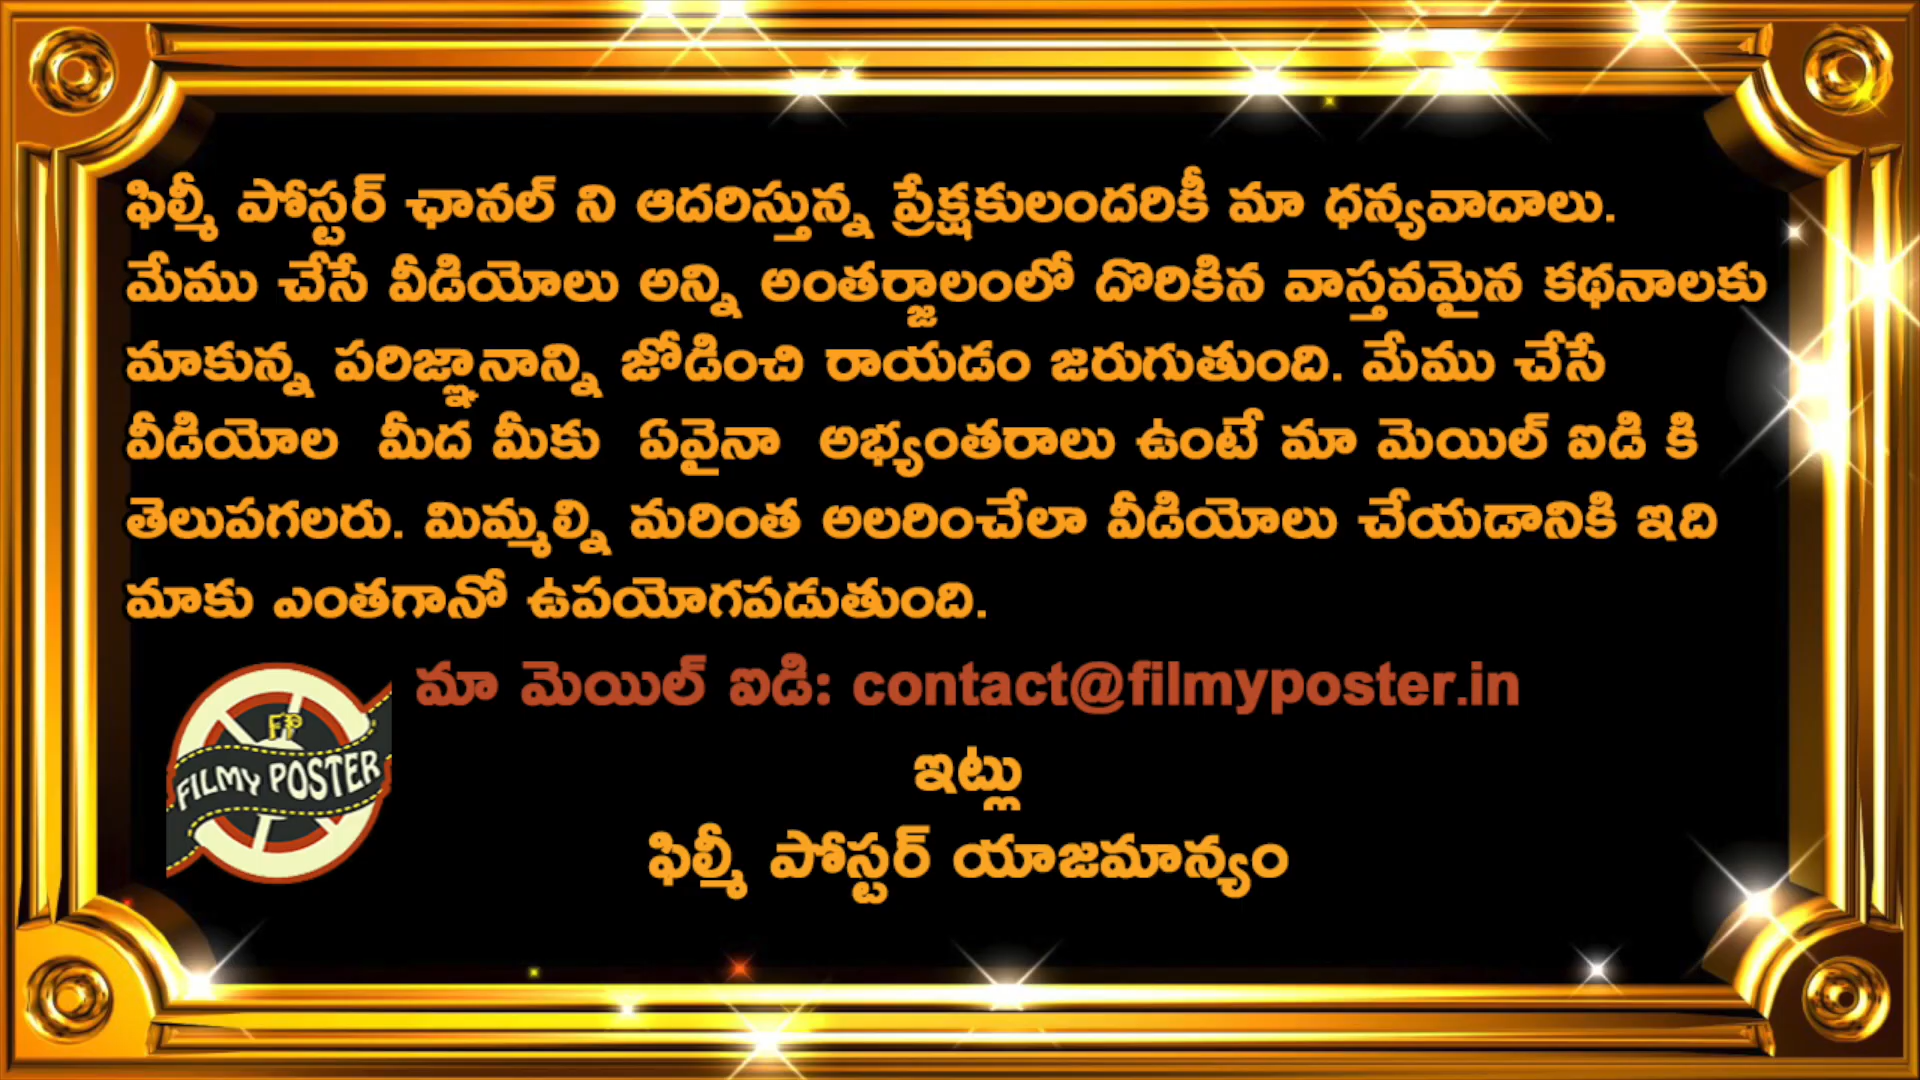 ఫిల్మీ పోస్టర్ ఛానల్ ని ఆదరిస్తున్న ప్రేక్షకులందరికీ మా ధన్యవాదాలు.
మేము చేసే వీడియోలు అన్ని అంతర్జాలంలో దొరికిన వాస్తవమైన కథనాలకు
మాకున్న పరిజ్ఞానాన్ని జోడించి రాయడం జరుగుతుంది. మేము చేసే
వీడియోల మీద మీకు ఏవైనా అభ్యంతరాలు ఉంటే మా మెయిల్ ఐడి కి
తెలుపగలరు. మిమ్మల్ని మరింత అలరించేలా వీడియోలు చేయడానికి ఇది
మాకు ఎంతగానో ఉపయోగపడుతుంది.
మా మెయిల్ ఐడి: contact@filmyposter.in
FP
FILMY POSTER
ఇట్లు
ఫిల్మీ పోస్టర్ యాజమాన్యం